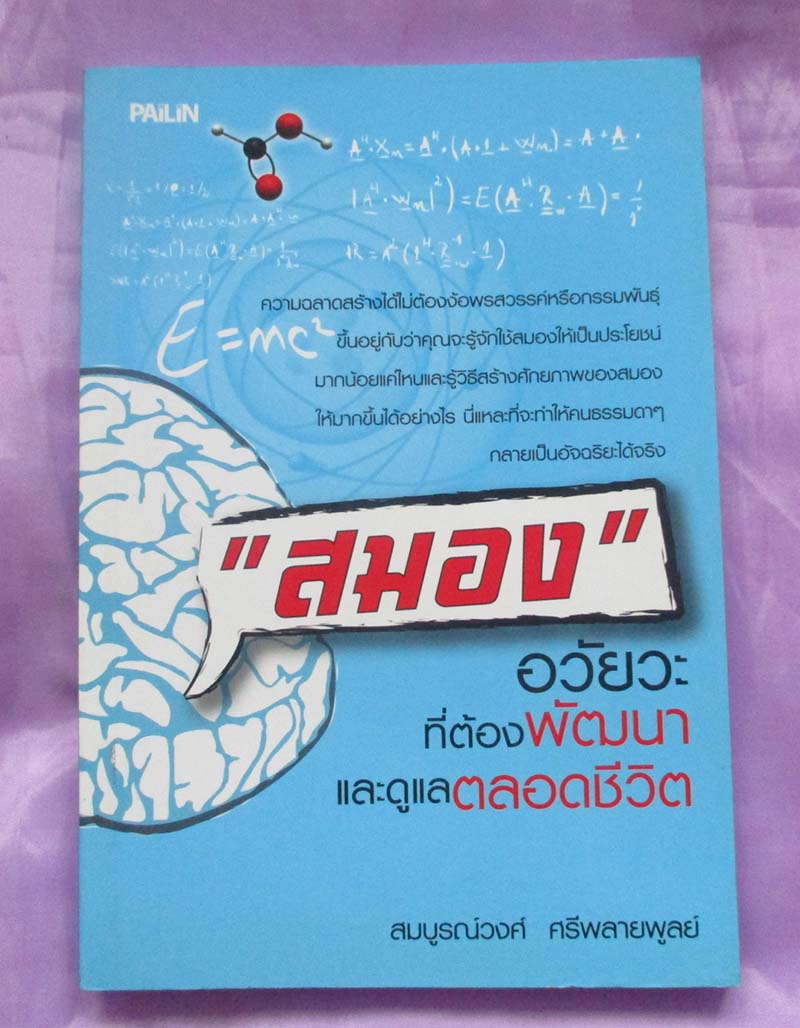 PAILIN
A^H·X_n = A^H·(A·1 + W_n) = A + A·
|A^H·W_n|²) = E(A^H·R_w·A) =
E=mc²
ความฉลาดสร้างได้ไม่ต้องง้อพรสวรรค์หรือกรรมพันธุ์
ขึ้นอยู่กับว่าคุณจะรู้จักใช้สมองให้เป็นประโยชน์
มากน้อยแค่ไหนและรู้วิธีสร้างศักยภาพของสมอง
ให้มากขึ้นได้อย่างไร นี่แหละที่จะทำให้คนธรรมดาๆ
กลายเป็นอัจฉริยะได้จริง
"สมอง"
อวัยวะ
ที่ต้องพัฒนา
และดูแลตลอดชีวิต
สมบูรณ์วงศ์ ศรีพลายพูลย์